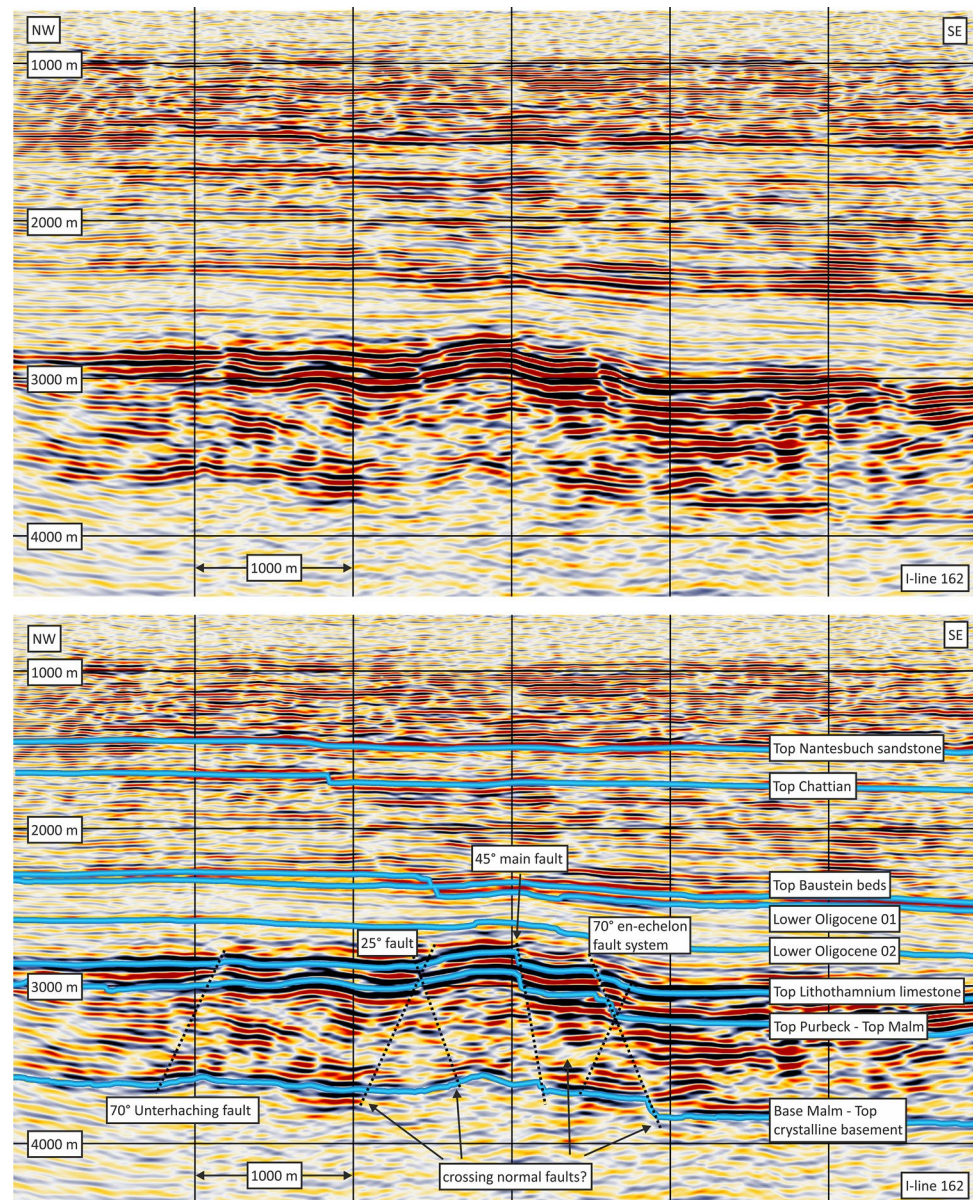 NW
SE
1000 m
2000 m
3000 m
4000 m
1000 m
I-line 162
NW
SE
1000 m
Top Nantesbuch sandstone
Top Chattian
2000 m
45° main fault
Top Baustein beds
Lower Oligocene 01
70° en-echelon
fault system
25° fault
Lower Oligocene 02
3000 m
Top Lithothamnium limestone
Top Purbeck - Top Malm
70° Unterhaching fault
Base Malm - Top
crystalline basement
4000 m
1000 m
crossing normal faults?
I-line 162